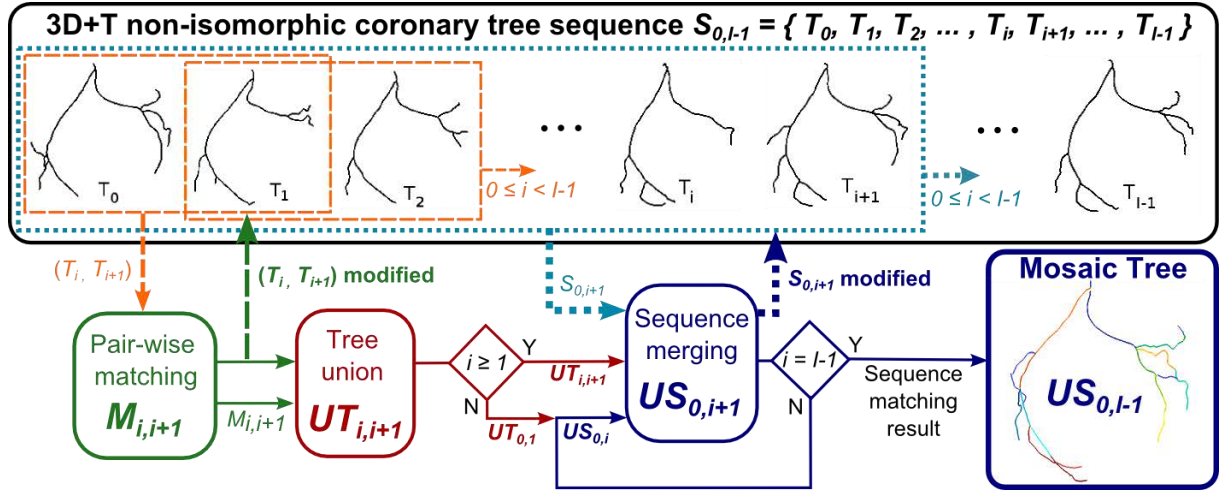 3D+T non-isomorphic coronary tree sequence S0,I-1 = { T0, T1, T2, ... , Ti, Ti+1, ... , TI-1 }
T0
T1
T2
0 ≤ i < I-1
...
Ti
Ti+1
0 ≤ i < I-1
...
TI-1
(Ti , Ti+1)
(Ti , Ti+1) modified
S0,i+1
S0,i+1 modified
Mosaic Tree
Pair-wise
matching
Mi,i+1
Mi,i+1
Tree
union
UTi,i+1
i ≥ 1
Y
N
UTi,i+1
UT0,1
US0,i
Sequence
merging
US0,i+1
i = I-1
Y
N
Sequence
matching
result
US0,I-1